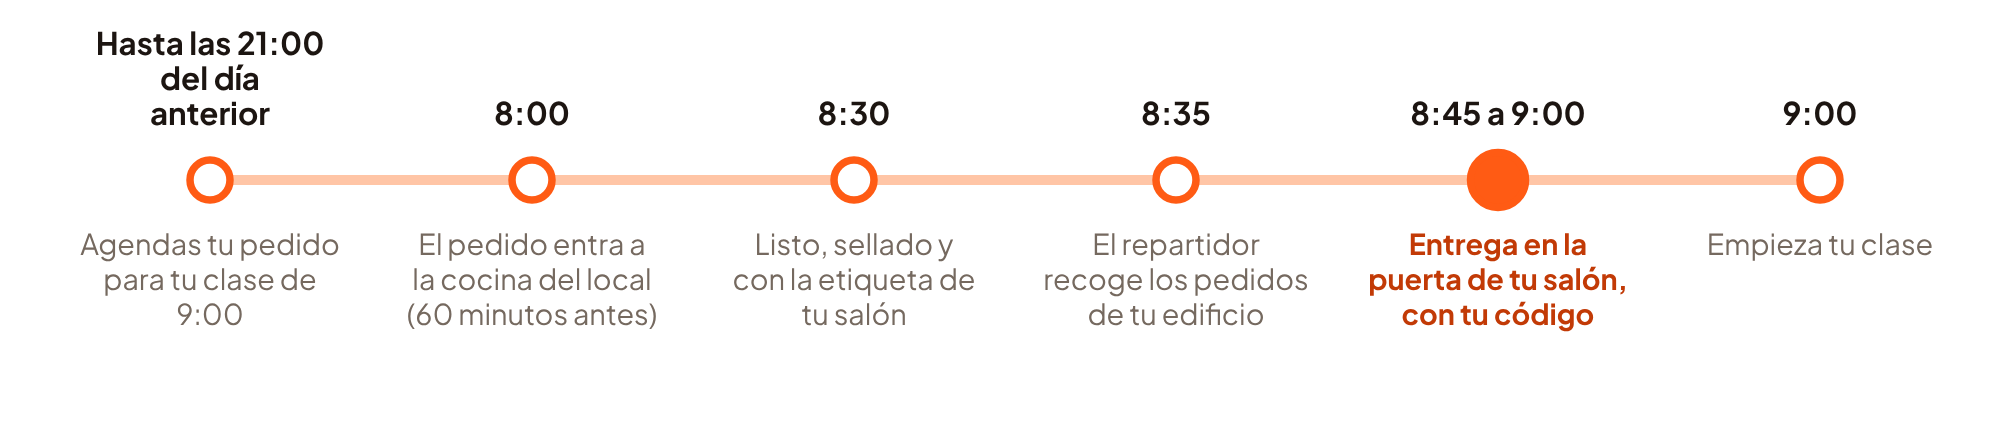 Hasta las 21:00
del día
anterior
8:00
8:30
8:35
8:45 a 9:00
9:00
Agendas tu pedido
para tu clase de
9:00
El pedido entra a
la cocina del local
(60 minutos antes)
Listo, sellado y
con la etiqueta de
tu salón
El repartidor
recoge los pedidos
de tu edificio
Entrega en la
puerta de tu salón,
con tu código
Empieza tu clase